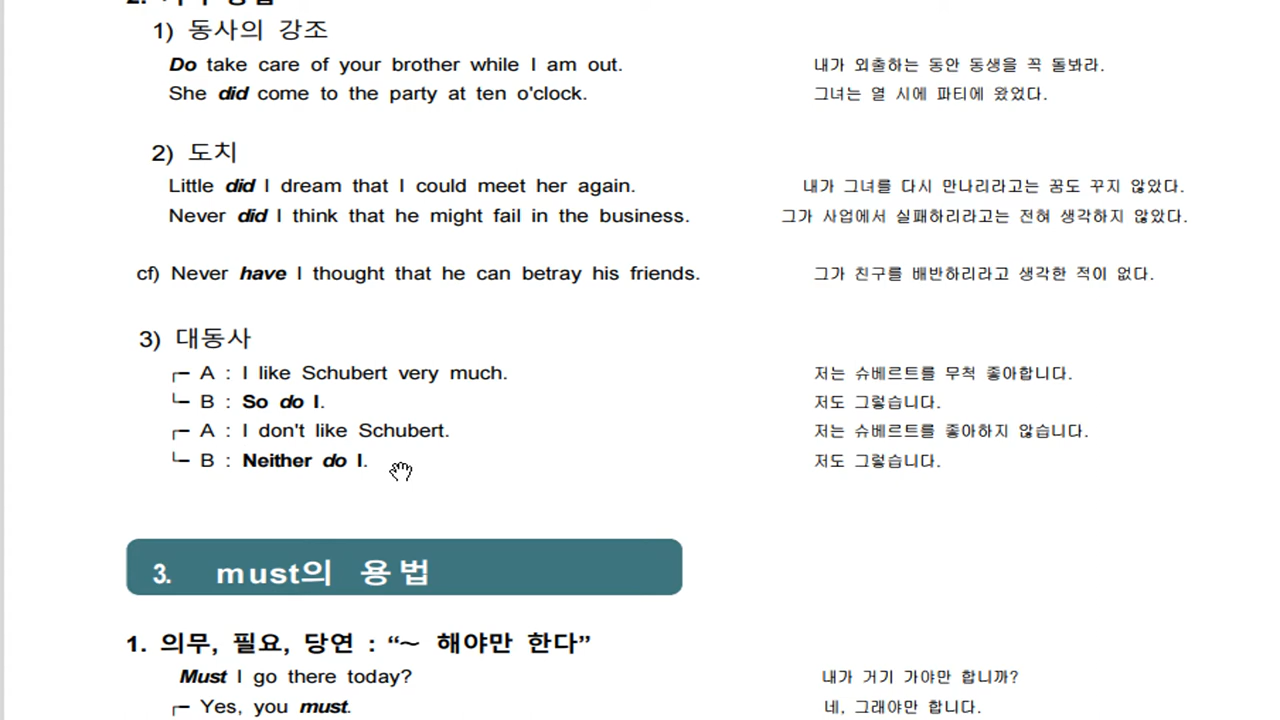 1) 동사의 강조
Do take care of your brother while I am out. 내가 외출하는 동안 동생을 꼭 돌봐라.
She did come to the party at ten o'clock. 그녀는 열 시에 파티에 왔었다.
2) 도치
Little did I dream that I could meet her again. 내가 그녀를 다시 만나리라고는 꿈도 꾸지 않았다.
Never did I think that he might fail in the business. 그가 사업에서 실패하리라고는 전혀 생각하지 않았다.
cf) Never have I thought that he can betray his friends. 그가 친구를 배반하리라고 생각한 적이 없다.
3) 대동사
A : I like Schubert very much. 저는 슈베르트를 무척 좋아합니다.
B : So do I. 저도 그렇습니다.
A : I don't like Schubert. 저는 슈베르트를 좋아하지 않습니다.
B : Neither do I. 저도 그렇습니다.
3. must의 용법
1. 의무, 필요, 당연 : “~ 해야만 한다”
Must I go there today? 내가 거기 가야만 합니까?
Yes, you must. 네, 그래야만 합니다.